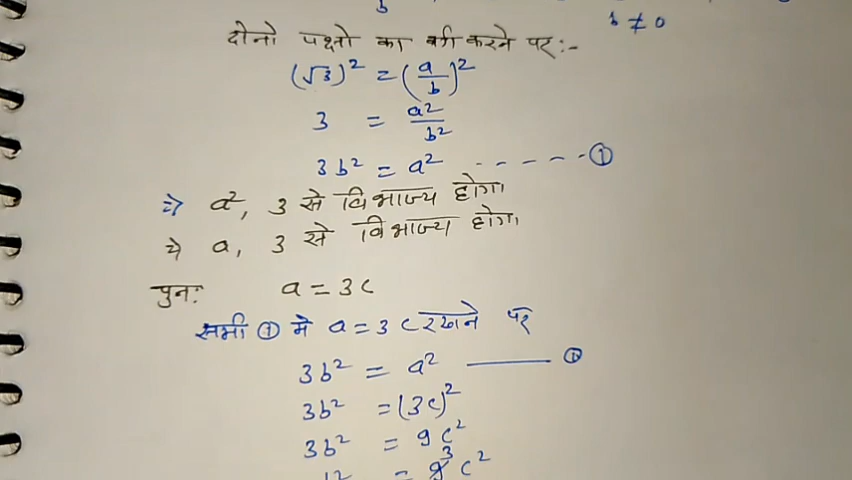 b ≠ 0
दोनो पक्षो का वर्ग करने पर:-
(√3)² = (a/b)²
3 = a²/b²
3b² = a² - - - - - - ①
⇒ a², 3 से विभाज्य होगा
⇒ a, 3 से विभाज्य होगा
पुनः a = 3c
समी ① मे a = 3c रखने पर
3b² = a² ——— ①
3b² = (3c)²
3b² = 9c²